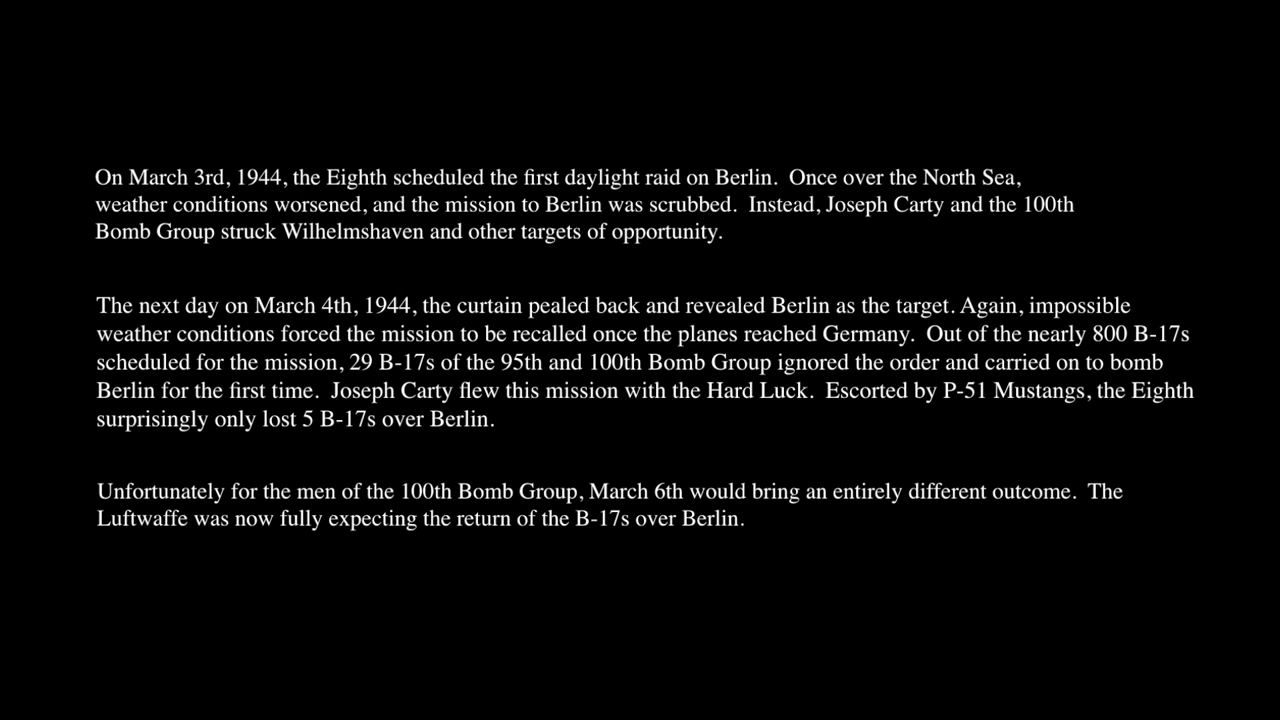 On March 3rd, 1944, the Eighth scheduled the first daylight raid on Berlin.  Once over the North Sea,
weather conditions worsened, and the mission to Berlin was scrubbed.  Instead, Joseph Carty and the 100th
Bomb Group struck Wilhelmshaven and other targets of opportunity.
The next day on March 4th, 1944, the curtain pealed back and revealed Berlin as the target. Again, impossible
weather conditions forced the mission to be recalled once the planes reached Germany.  Out of the nearly 800 B-17s
scheduled for the mission, 29 B-17s of the 95th and 100th Bomb Group ignored the order and carried on to bomb
Berlin for the first time.  Joseph Carty flew this mission with the Hard Luck.  Escorted by P-51 Mustangs, the Eighth
surprisingly only lost 5 B-17s over Berlin.
Unfortunately for the men of the 100th Bomb Group, March 6th would bring an entirely different outcome.  The
Luftwaffe was now fully expecting the return of the B-17s over Berlin.